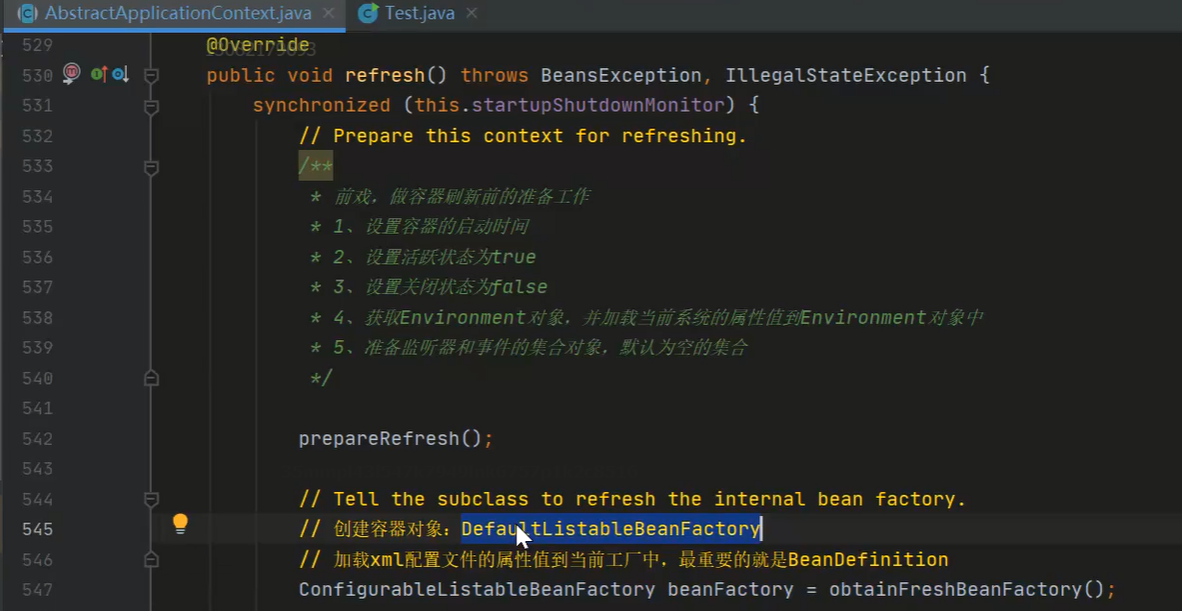 AbstractApplicationContext.java × Test.java ×
529 @Override
530 public void refresh() throws BeansException, IllegalStateException {
531 synchronized (this.startupShutdownMonitor) {
532 // Prepare this context for refreshing.
533 /**
534 * 前戏，做容器刷新前的准备工作
535 * 1、设置容器的启动时间
536 * 2、设置活跃状态为true
537 * 3、设置关闭状态为false
538 * 4、获取Environment对象，并加载当前系统的属性值到Environment对象中
539 * 5、准备监听器和事件的集合对象，默认为空的集合
540 */
541
542 prepareRefresh();
543
544 // Tell the subclass to refresh the internal bean factory.
545 // 创建容器对象：DefaultListableBeanFactory
546 // 加载xml配置文件的属性值到当前工厂中，最重要的就是BeanDefinition
547 ConfigurableListableBeanFactory beanFactory = obtainFreshBeanFactory();